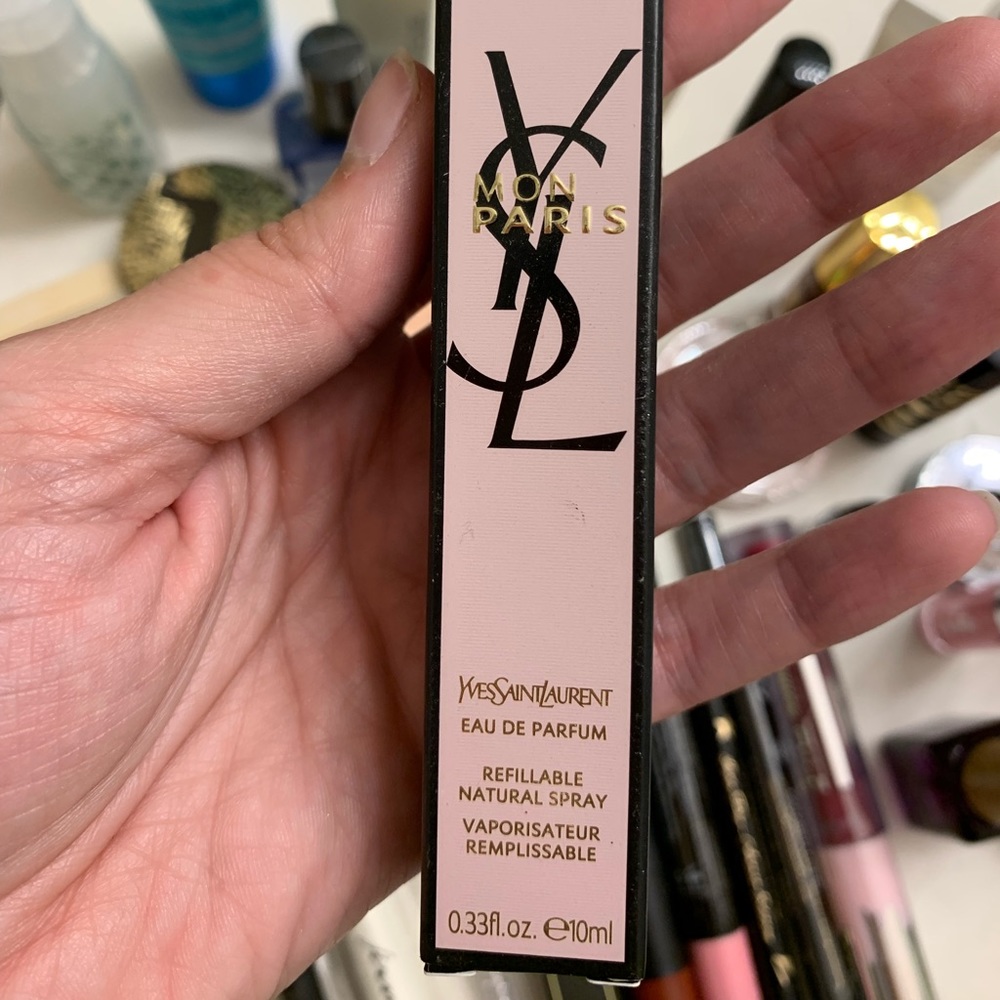 YSL
MON
PARIS
YVESSAINTLAURENT
EAU DE PARFUM
REFILLABLE
NATURAL SPRAY
VAPORISATEUR
REMPLISSABLE
0.33fl.oz. ℮10ml